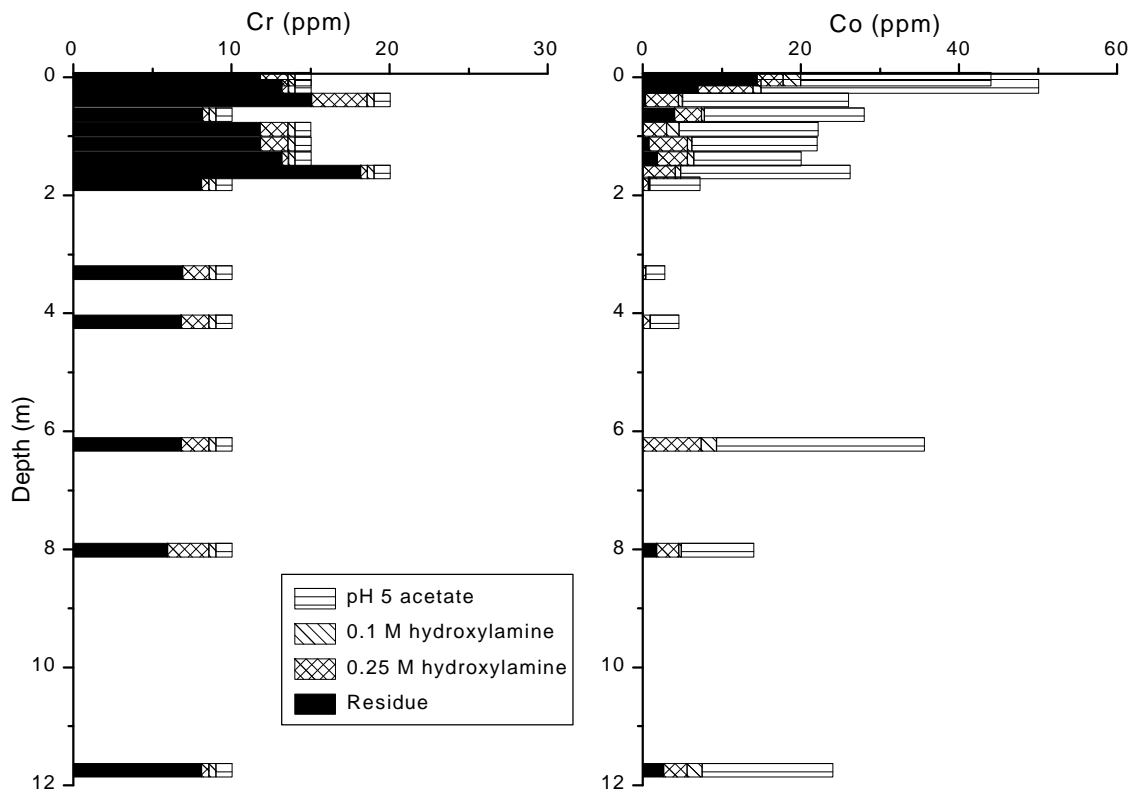 Cr (ppm)
0 10 20 30
0
2
4
6
8
10
12
Depth (m)
pH 5 acetate
0.1 M hydroxylamine
0.25 M hydroxylamine
Residue
Co (ppm)
0 20 40 60
0
2
4
6
8
10
12